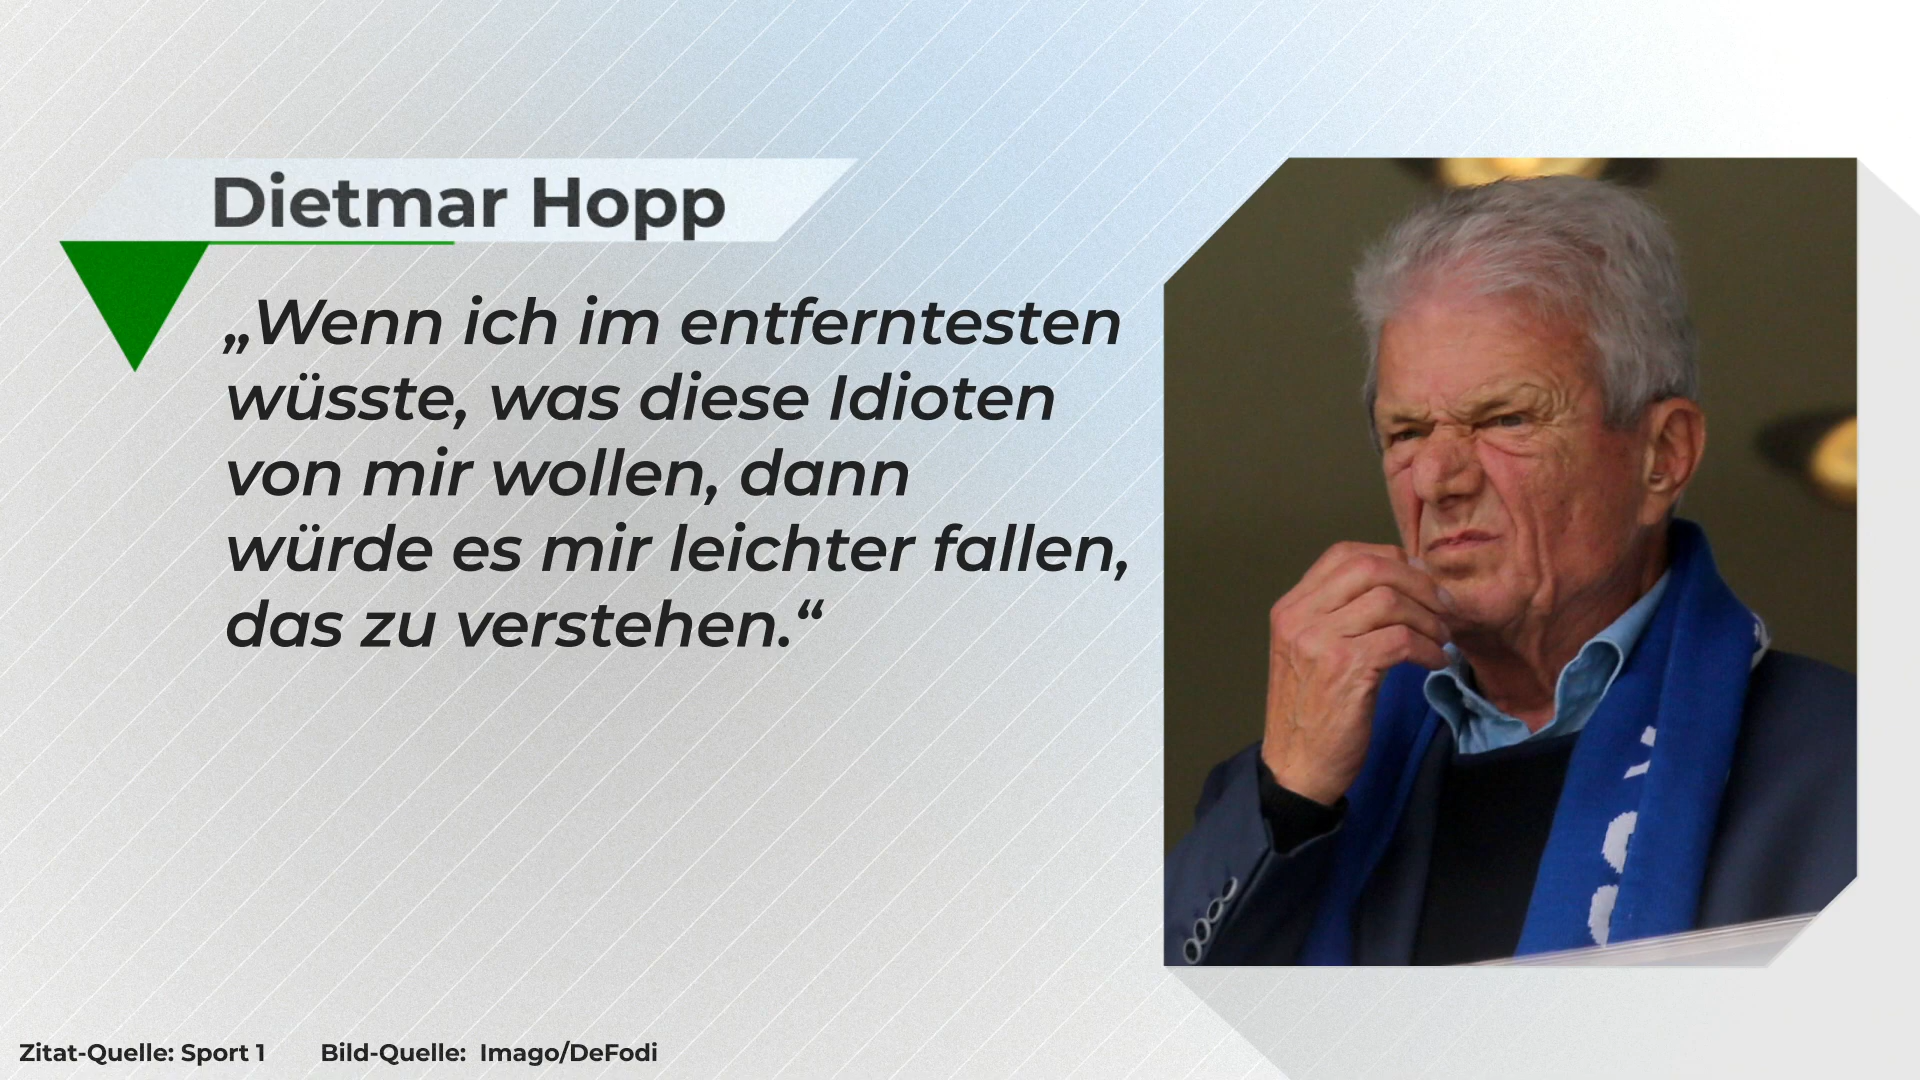 Dietmar Hopp
„Wenn ich im entferntesten
wüsste, was diese Idioten
von mir wollen, dann
würde es mir leichter fallen,
das zu verstehen.“
Zitat-Quelle: Sport 1 Bild-Quelle: Imago/DeFodi